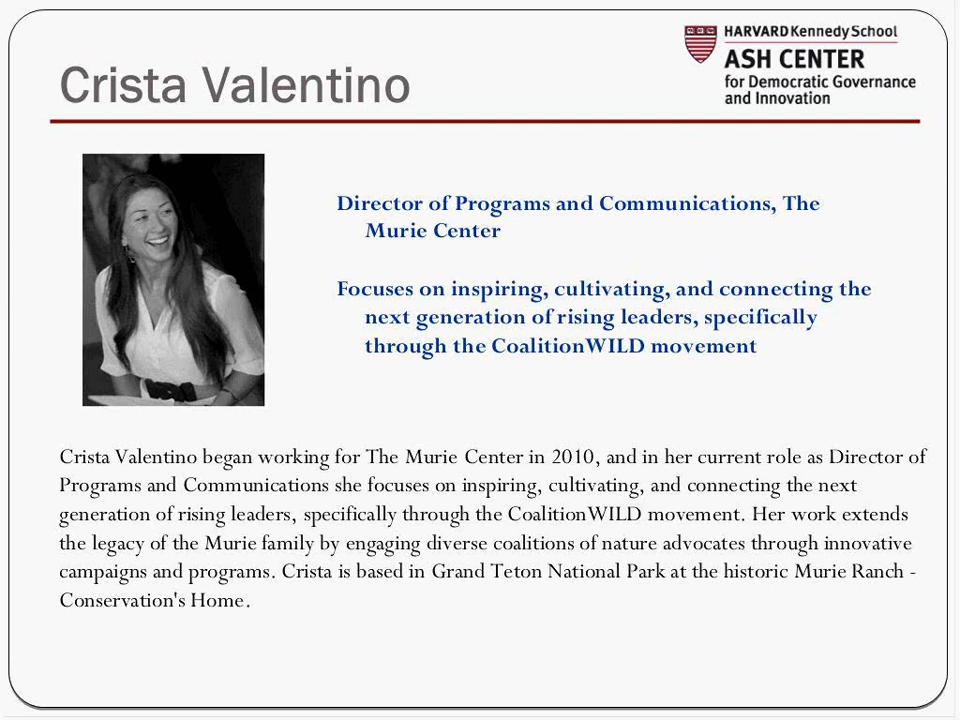 HARVARD Kennedy School
ASH CENTER
for Democratic Governance
and Innovation
Crista Valentino
Director of Programs and Communications, The
Murie Center
Focuses on inspiring, cultivating, and connecting the
next generation of rising leaders, specifically
through the CoalitionWILD movement
Crista Valentino began working for The Murie Center in 2010, and in her current role as Director of
Programs and Communications she focuses on inspiring, cultivating, and connecting the next
generation of rising leaders, specifically through the CoalitionWILD movement. Her work extends
the legacy of the Murie family by engaging diverse coalitions of nature advocates through innovative
campaigns and programs. Crista is based in Grand Teton National Park at the historic Murie Ranch -
Conservation's Home.